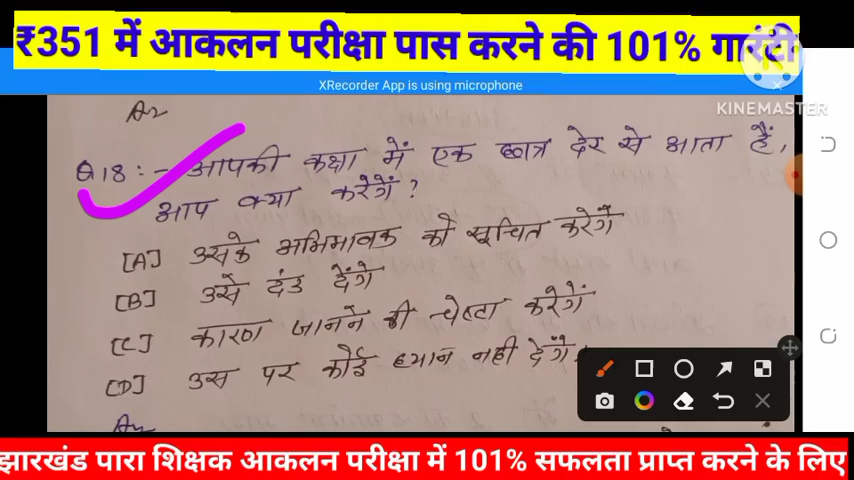 ₹351 में आकलन परीक्षा पास करने की 101% गारंटी
XRecorder App is using microphone
KINEMASTER
Q18:- आपकी कक्षा में एक छात्र देर से आता हैं,
आप क्या करेगें?
[A] उसके अभिभावक को सूचित करेगें
[B] उसे दंड देंगे
[C] कारण जानने की चेष्टा करेगें
[D] उस पर कोई ध्यान नही देंगे
झारखंड पारा शिक्षक आकलन परीक्षा में 101% सफलता प्राप्त करने के लिए